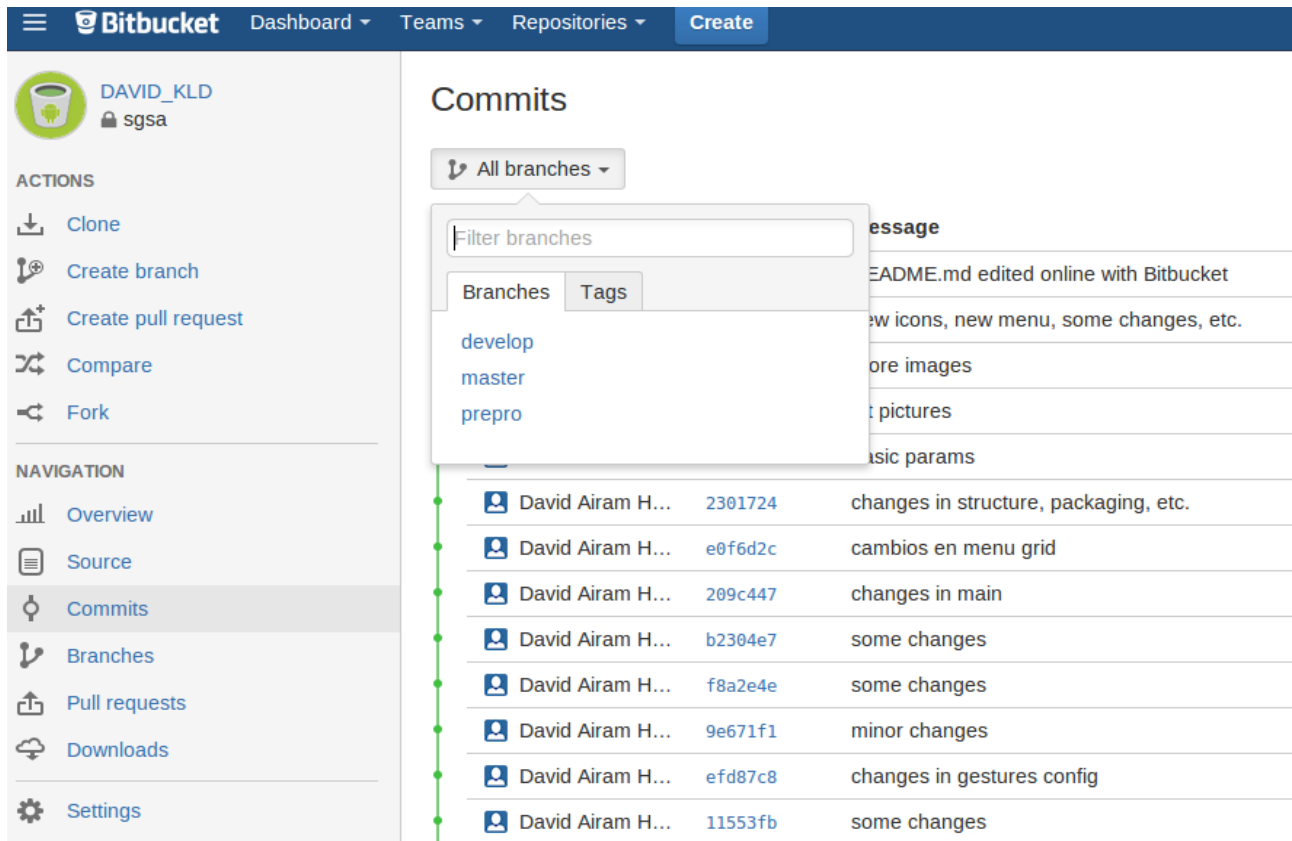 Bitbucket Dashboard Teams Repositories Create
DAVID_KLD
sgsa
ACTIONS
Clone
Create branch
Create pull request
Compare
Fork
NAVIGATION
Overview
Source
Commits
Branches
Pull requests
Downloads
Settings
Commits
All branches
Filter branches
Branches Tags
develop
master
prepro
essage
EADME.md edited online with Bitbucket
ew icons, new menu, some changes, etc.
ore images
t pictures
asic params
David Airam H... 2301724 changes in structure, packaging, etc.
David Airam H... e0f6d2c cambios en menu grid
David Airam H... 209c447 changes in main
David Airam H... b2304e7 some changes
David Airam H... f8a2e4e some changes
David Airam H... 9e671f1 minor changes
David Airam H... efd87c8 changes in gestures config
David Airam H... 11553fb some changes